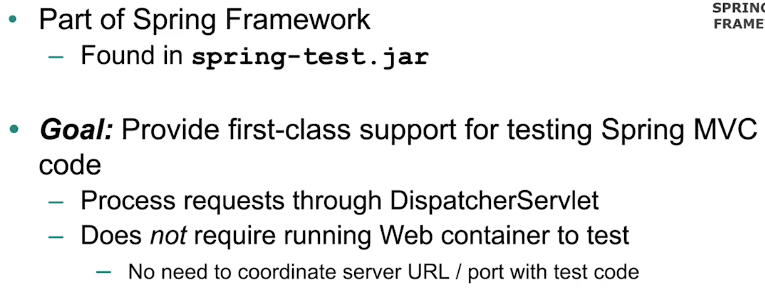 SPRING
FRAME
• Part of Spring Framework
– Found in spring-test.jar
• Goal: Provide first-class support for testing Spring MVC
code
– Process requests through DispatcherServlet
– Does not require running Web container to test
– No need to coordinate server URL / port with test code